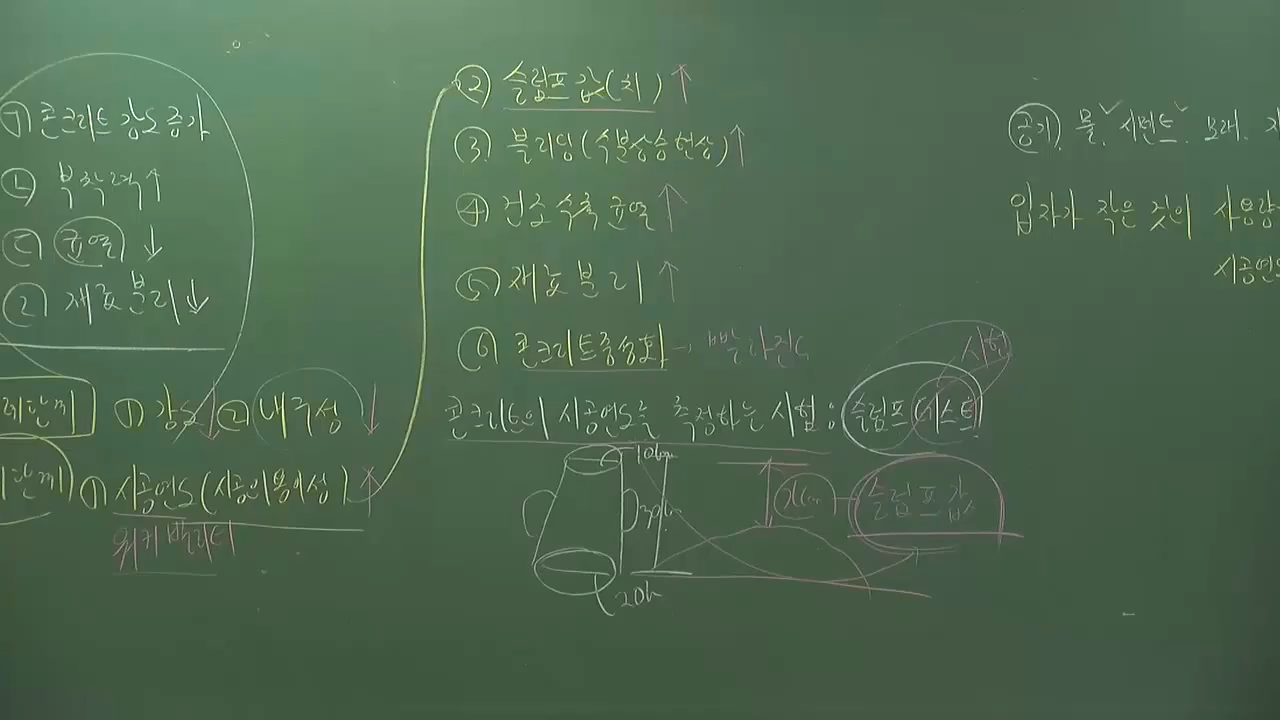 ㉠ 콘크리트 강도 증가
㉡ 부착력↑
㉢ 균열 ↓
㉣ 재료 분리↓
① 강도↓ ② 내구성 ↓
① 시공연도(시공의 용이성)↑
워커빌리티
② 슬럼프 값(치)↑
③ 블리딩(수분상승현상)↑
④ 건조 수축 균열 ↑
⑤ 재료 분리 ↑
⑥ 콘크리트 중성화 → 빨라진다
콘크리트의 시공연도를 측정하는 시험 : 슬럼프 테스트
시험
10cm
30cm
20cm
xcm 슬럼프 값
공기. 물. 시멘트. 모래.
입자가 작은 것이 사용량